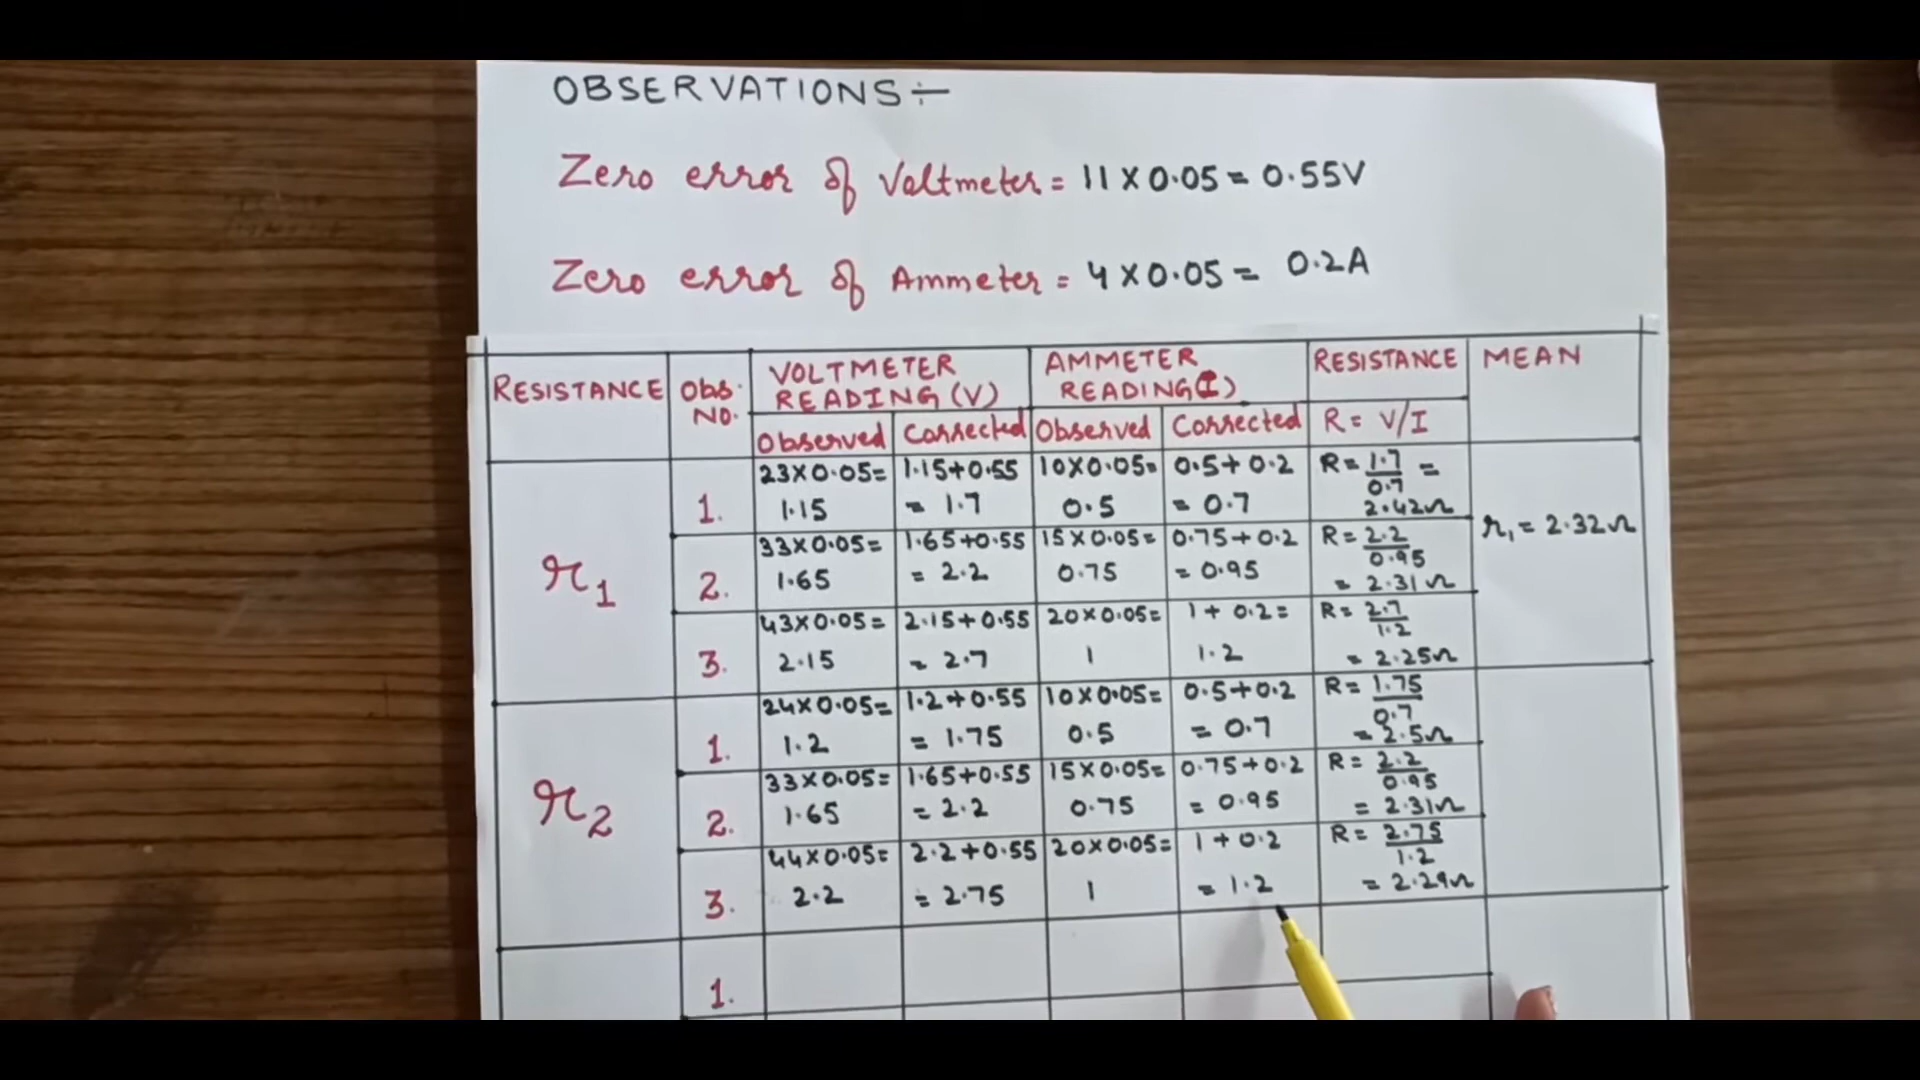 OBSERVATIONS:-
Zero error of Voltmeter = 11 X 0.05 = 0.55V
Zero error of Ammeter = 4 X 0.05 = 0.2A
RESISTANCE Obs. NO. VOLTMETER READING (V) AMMETER READING (I) RESISTANCE MEAN
Observed Corrected Observed Corrected R = V/I
r1
1. 23X0.05= 1.15+0.55 10X0.05= 0.5+0.2 R = 1.7/0.7 =
1.15 = 1.7 0.5 = 0.7 2.42Ω
2. 33X0.05= 1.65+0.55 15X0.05= 0.75+0.2 R = 2.2/0.95
1.65 = 2.2 0.75 = 0.95 = 2.31Ω
r1 = 2.32Ω
3. 43X0.05= 2.15+0.55 20X0.05= 1 + 0.2 = R = 2.7/1.2
2.15 = 2.7 1 1.2 = 2.25Ω
r2
1. 24X0.05= 1.2+0.55 10X0.05= 0.5+0.2 R = 1.75/0.7
1.2 = 1.75 0.5 = 0.7 = 2.5Ω
2. 33X0.05= 1.65+0.55 15X0.05= 0.75+0.2 R = 2.2/0.95
1.65 = 2.2 0.75 = 0.95 = 2.31Ω
3. 44X0.05= 2.2+0.55 20X0.05= 1 + 0.2 R = 2.75/1.2
2.2 = 2.75 1 = 1.2 = 2.29Ω
1.